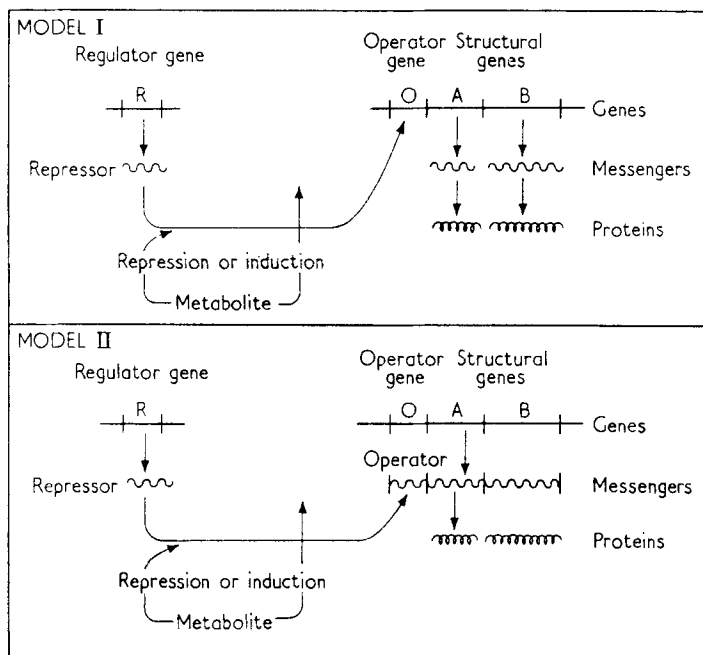 MODEL I
Regulator gene
Operator gene
Structural genes
R
O A B
Genes
Repressor
Messengers
Proteins
Repression or induction
Metabolite
MODEL II
Regulator gene
Operator gene
Structural genes
R
O A B
Genes
Operator
Repressor
Messengers
Proteins
Repression or induction
Metabolite